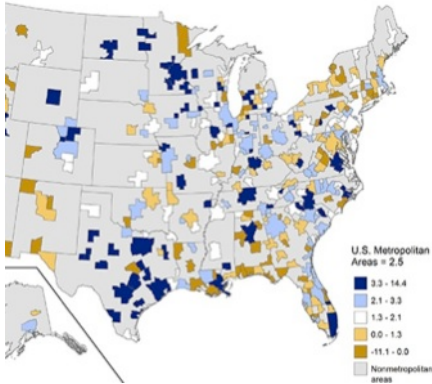 U.S. Metropolitan
Areas = 2.5
3.3 - 14.4
2.1 - 3.3
1.3 - 2.1
0.0 - 1.3
-11.1 - 0.0
Nonmetropolitan
areas